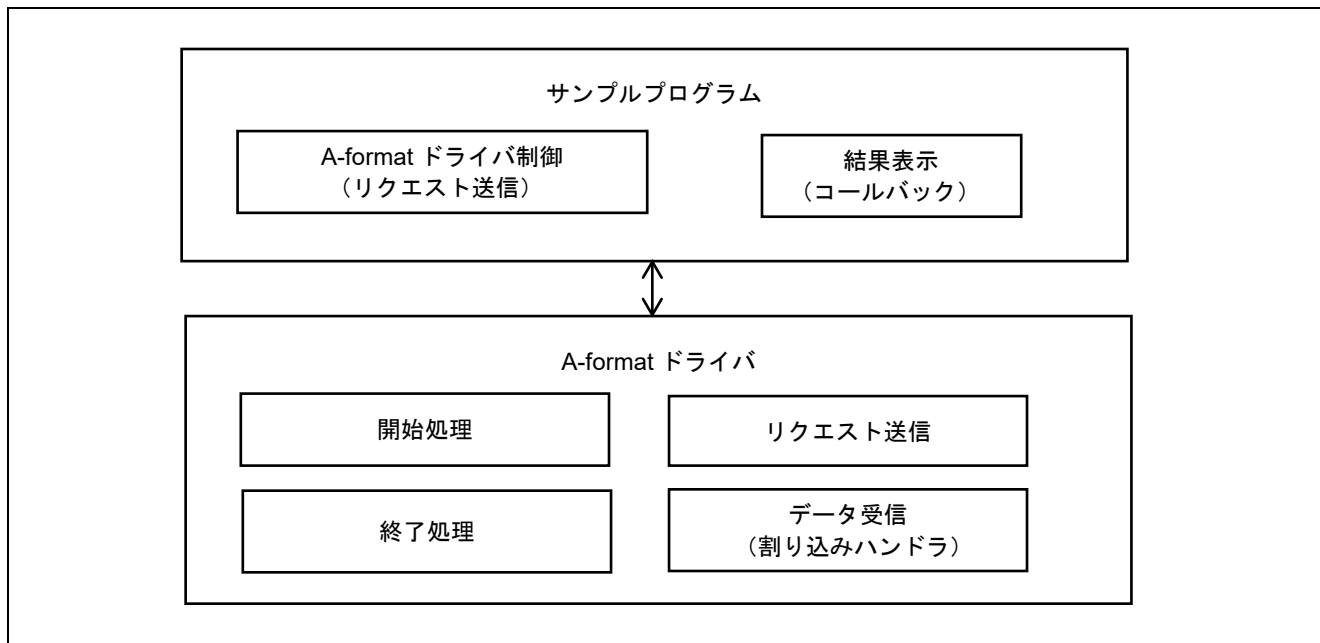 サンプルプログラム
A-format ドライバ制御
（リクエスト送信）
結果表示
（コールバック）
A-format ドライバ
開始処理
リクエスト送信
終了処理
データ受信
（割り込みハンドラ）